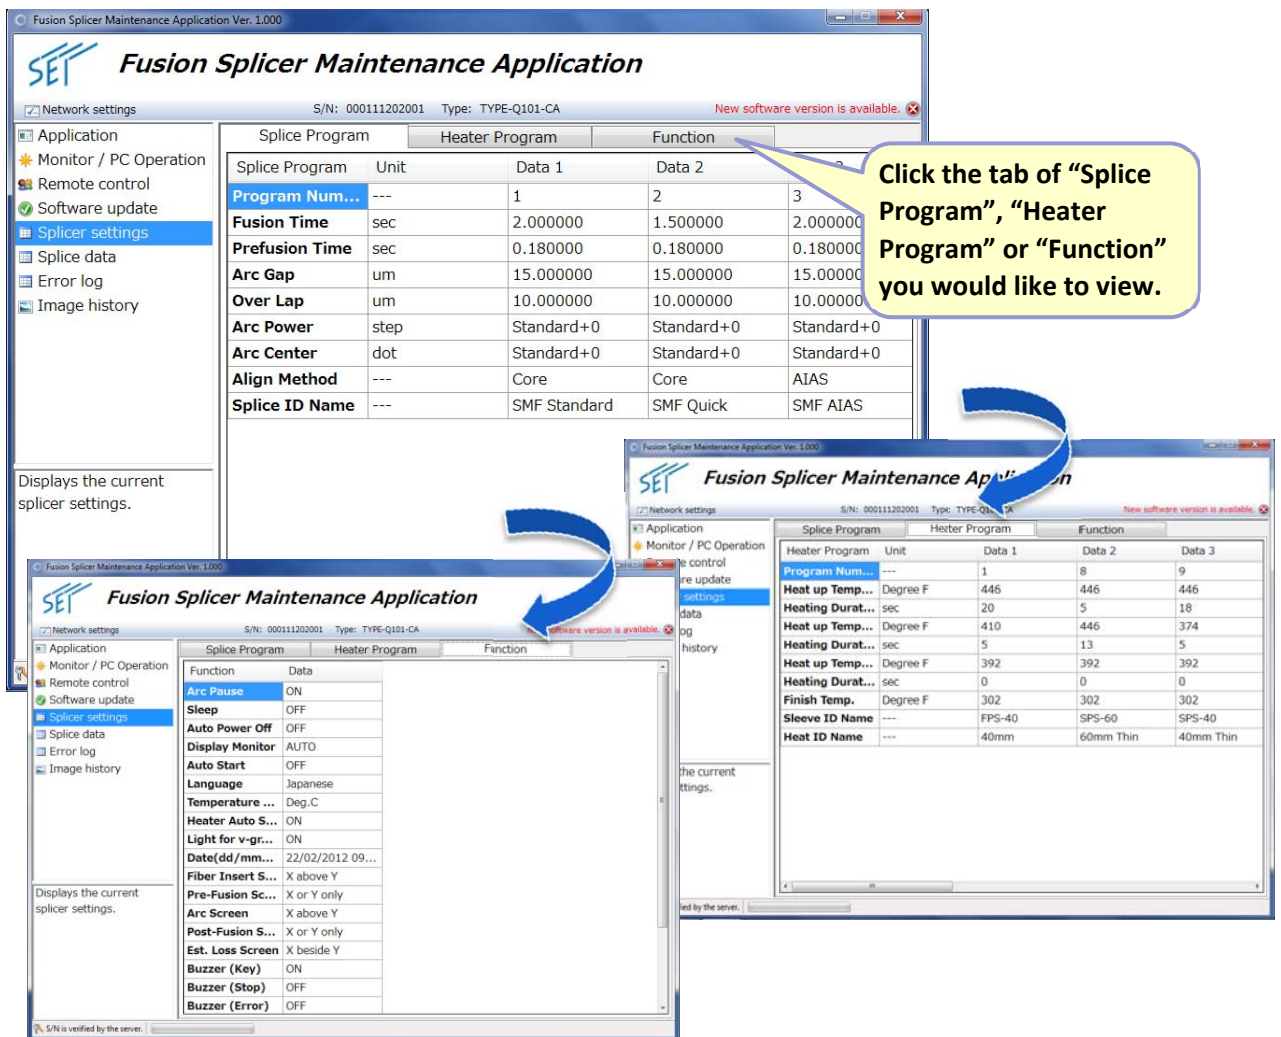 Fusion Splicer Maintenance Application Ver. 1.000
SET Fusion Splicer Maintenance Application
Network settings S/N: 000111202001 Type: TYPE-Q101-CA New software version is available.
Application
Monitor / PC Operation
Remote control
Software update
Splicer settings
Splice data
Error log
Image history
Displays the current
splicer settings.
Splice Program Heater Program Function
Splice Program Unit Data 1 Data 2
Program Num... --- 1 2 3
Fusion Time sec 2.000000 1.500000 2.000000
Prefusion Time sec 0.180000 0.180000 0.180000
Arc Gap um 15.000000 15.000000 15.00000
Over Lap um 10.000000 10.000000 10.00000
Arc Power step Standard+0 Standard+0 Standard+0
Arc Center dot Standard+0 Standard+0 Standard+0
Align Method --- Core Core AIAS
Splice ID Name --- SMF Standard SMF Quick SMF AIAS
Click the tab of “Splice
Program”, “Heater
Program” or “Function”
you would like to view.
Fusion Splicer Maintenance Application Ver. 1.000
SET Fusion Splicer Maintenance
Network settings S/N: 000111202001 Type: New software version is available.
Application
Monitor / PC Operation
control
update
settings
data
history
the current
Splice Program Heater Program Function
Heater Program Unit Data 1 Data 2 Data 3
Program Num... --- 1 8 9
Heat up Temp... Degree F 446 446 446
Heating Durat... sec 20 5 18
Heat up Temp... Degree F 410 446 374
Heating Durat... sec 5 13 5
Heat up Temp... Degree F 392 392 392
Heating Durat... sec 0 0 0
Finish Temp. Degree F 302 302 302
Sleeve ID Name --- FPS-40 SPS-60 SPS-40
Heat ID Name --- 40mm 60mm Thin 40mm Thin
by the server.
Fusion Splicer Maintenance Application Ver. 1.000
SET Fusion Splicer Maintenance Application
Network settings S/N: 000111202001 Type: TYPE-Q101-CA software version is available.
Application
Monitor / PC Operation
Remote control
Software update
Splicer settings
Splice data
Error log
Image history
Displays the current
splicer settings.
Splice Program Heater Program Function
Function Data
Arc Pause ON
Sleep OFF
Auto Power Off OFF
Display Monitor AUTO
Auto Start OFF
Language Japanese
Temperature ... Deg.C
Heater Auto S... ON
Light for v-gr... ON
Date(dd/mm... 22/02/2012 09...
Fiber Insert S... X above Y
Pre-Fusion Sc... X or Y only
Arc Screen X above Y
Post-Fusion S... X or Y only
Est. Loss Screen X beside Y
Buzzer (Key) ON
Buzzer (Stop) OFF
Buzzer (Error) OFF
S/N is verified by the server.